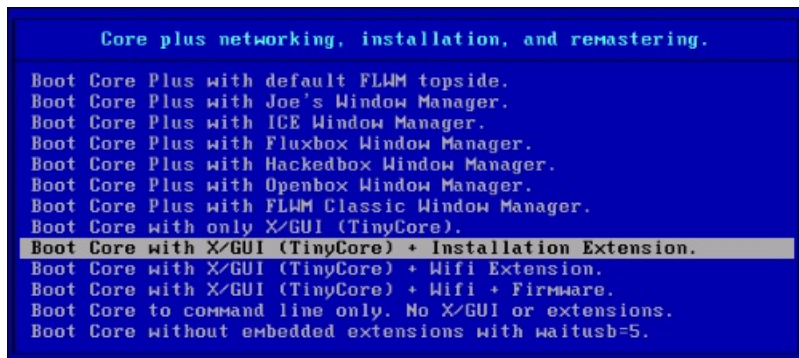 Core plus networking, installation, and remastering.
Boot Core Plus with default FLWM topside.
Boot Core Plus with Joe's Window Manager.
Boot Core Plus with ICE Window Manager.
Boot Core Plus with Fluxbox Window Manager.
Boot Core Plus with Hackedbox Window Manager.
Boot Core Plus with Openbox Window Manager.
Boot Core Plus with FLWM Classic Window Manager.
Boot Core with only X/GUI (TinyCore).
Boot Core with X/GUI (TinyCore) + Installation Extension.
Boot Core with X/GUI (TinyCore) + Wifi Extension.
Boot Core with X/GUI (TinyCore) + Wifi + Firmware.
Boot Core to command line only. No X/GUI or extensions.
Boot Core without embedded extensions with waitusb=5.